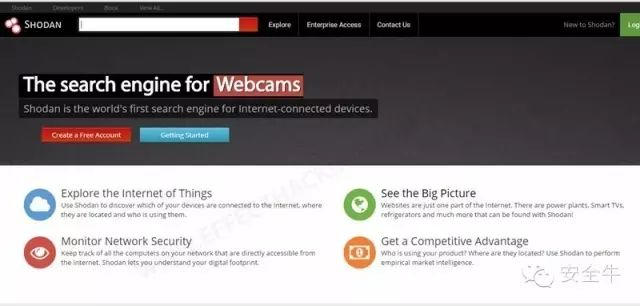 Shodan Developers Book View All...
SHODAN Explore Enterprise Access Contact Us New to Shodan?
The search engine for Webcams
Shodan is the world's first search engine for Internet-connected devices.
Create a Free Account Getting Started
Explore the Internet of Things
Use Shodan to discover which of your devices are connected to the Internet, where
they are located and who is using them.
See the Big Picture
Websites are just one part of the Internet. There are power plants, Smart TVs,
refrigerators and much more that can be found with Shodan!
Monitor Network Security
Keep track of all the computers on your network that are directly accessible from
the Internet. Shodan lets you understand your digital footprint.
Get a Competitive Advantage
Who is using your product? Where are they located? Use Shodan to perform
empirical market intelligence.
安全牛